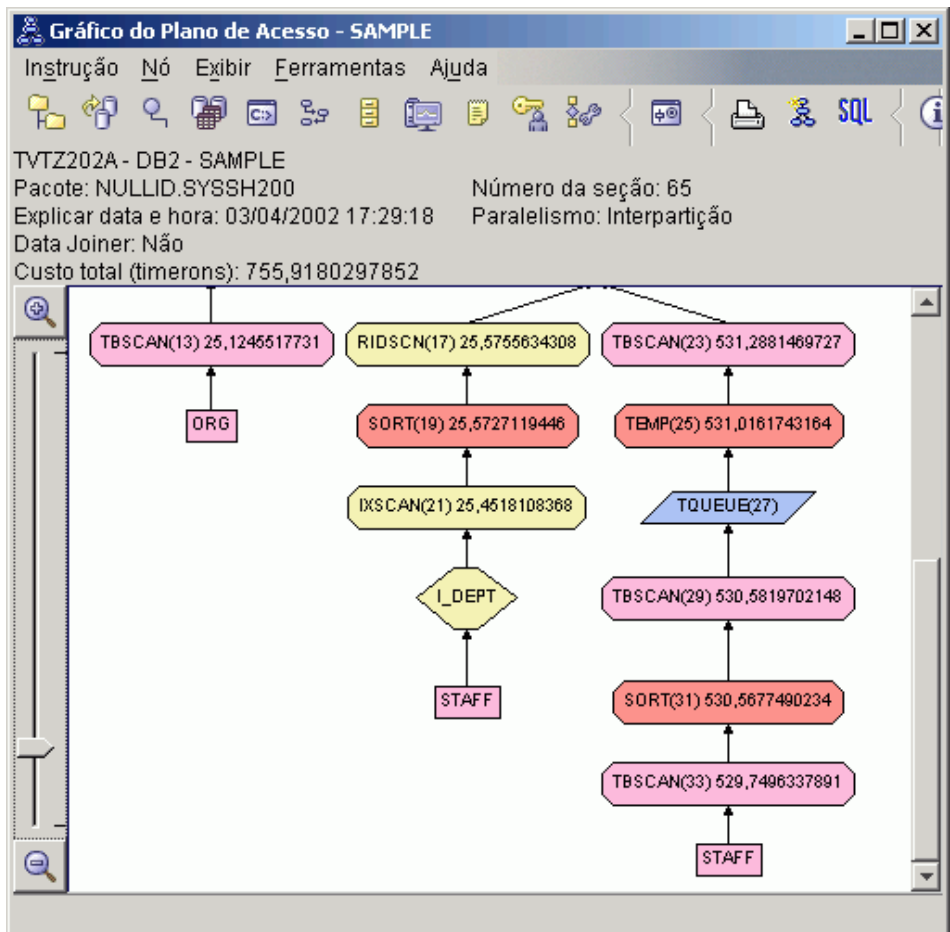 Gráfico do Plano de Acesso - SAMPLE
Instrução Nó Exibir Ferramentas Ajuda
SQL
TVTZ202A - DB2 - SAMPLE
Pacote: NULLID.SYSSH200 Número da seção: 65
Explicar data e hora: 03/04/2002 17:29:18 Paralelismo: Interpartição
Data Joiner: Não
Custo total (timerons): 755,9180297852
TBSCAN(13) 25,1245517731 RIDSCN(17) 25,5755634308 TBSCAN(23) 531,2881469727
ORG SORT(19) 25,5727119446 TEMP(25) 531,0161743164
IXSCAN(21) 25,4518108368 TQUEUE(27)
I_DEPT TBSCAN(29) 530,5819702148
STAFF SORT(31) 530,5677490234
TBSCAN(33) 529,7496337891
STAFF